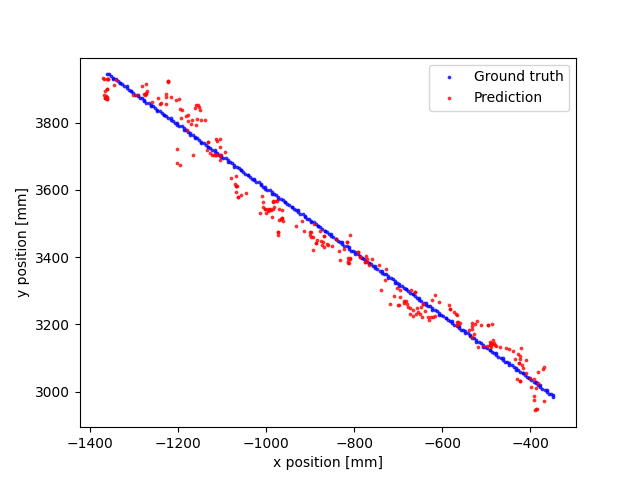 Ground truth
Prediction
3800
3600
3400
3200
3000
y position [mm]
−1400 −1200 −1000 −800 −600 −400
x position [mm]